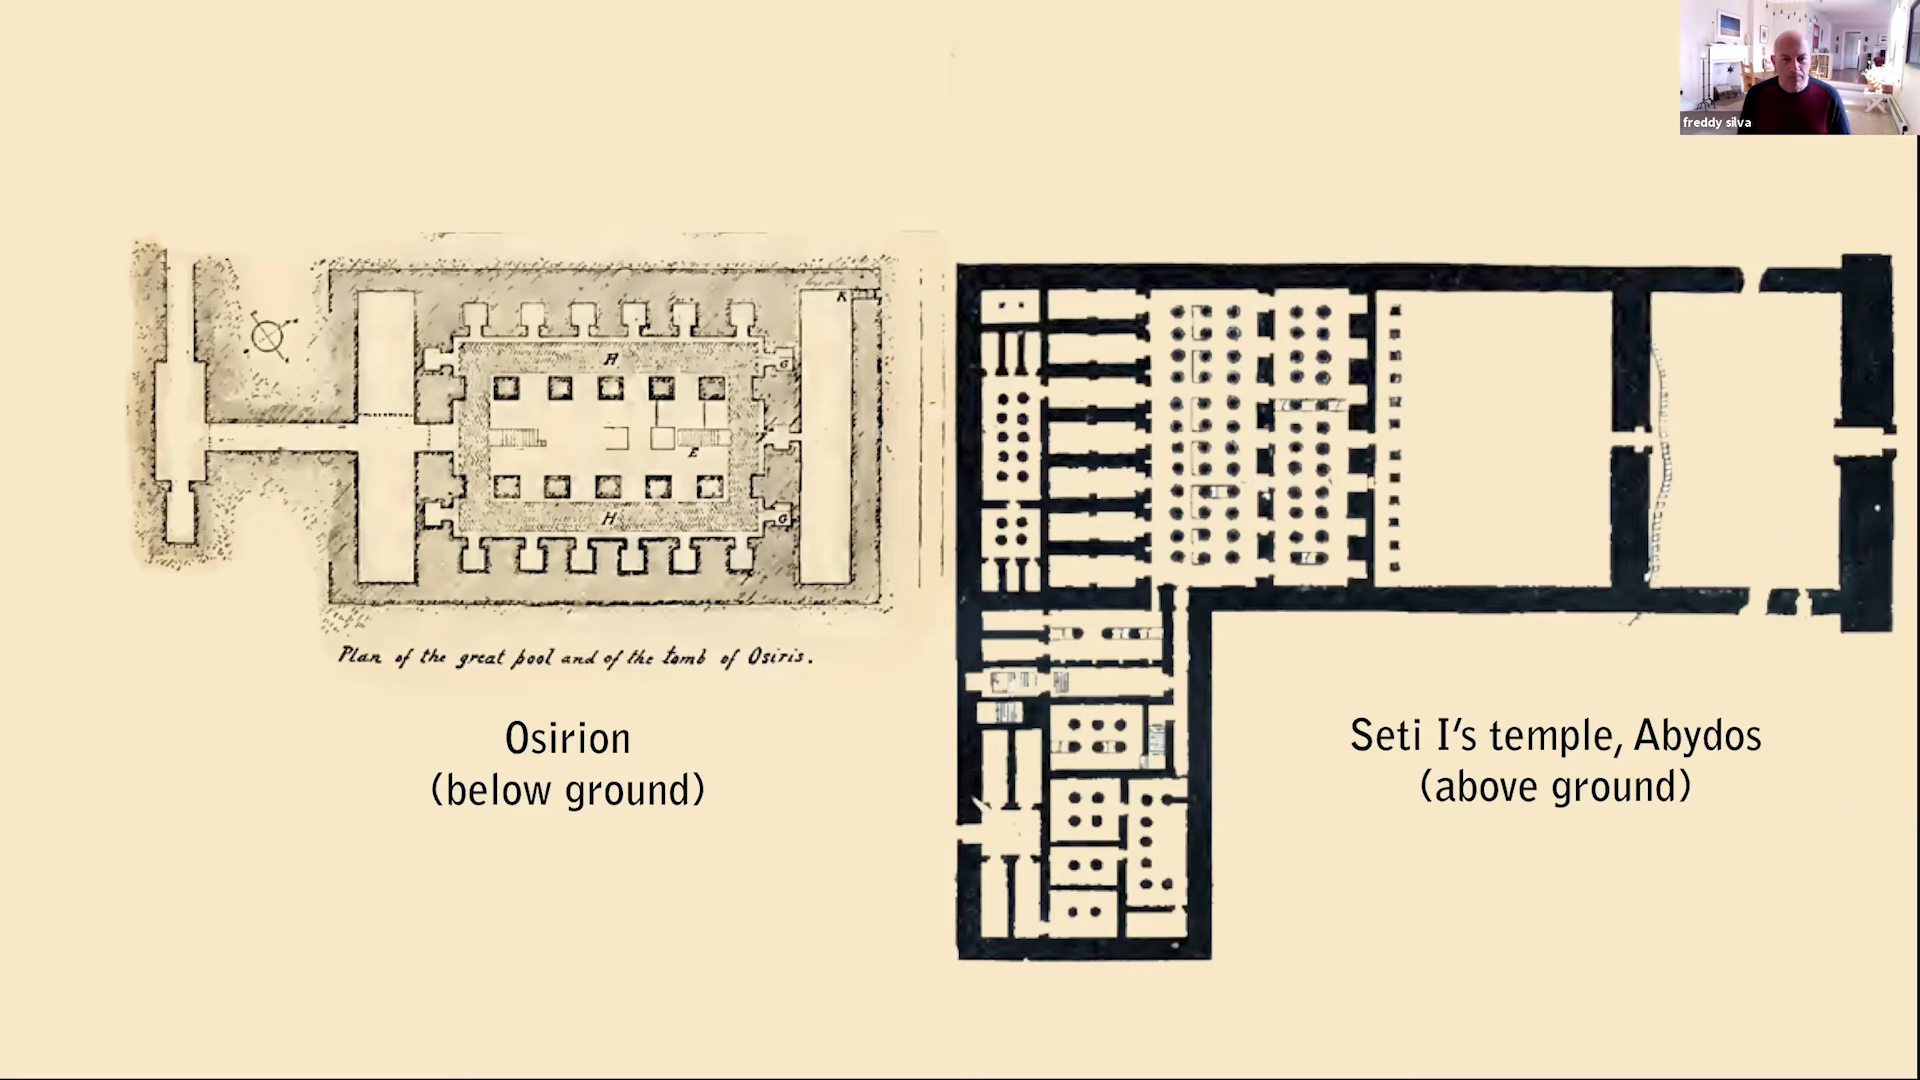 freddy silva
K
H
G
E
H
G
Plan of the great pool and of the tomb of Osiris.
Osirion
(below ground)
Seti I's temple, Abydos
(above ground)